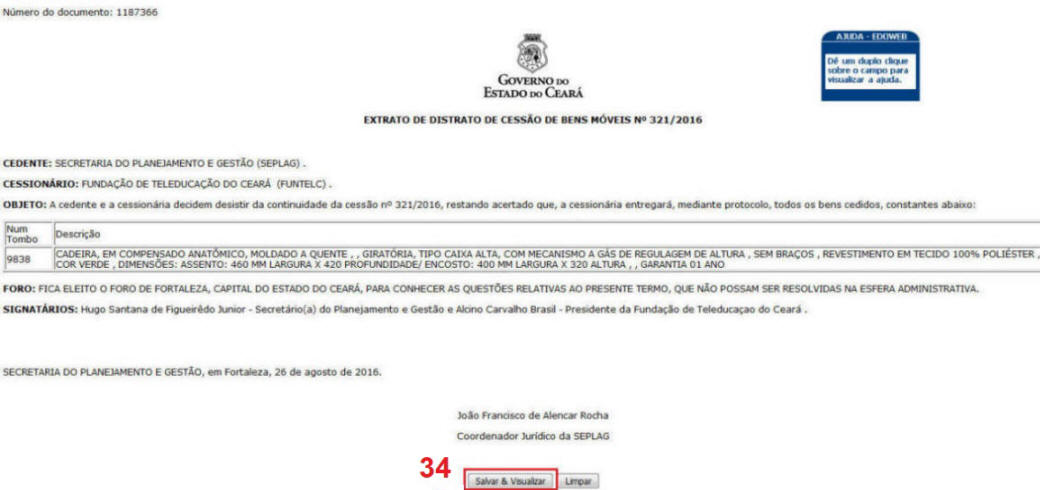 Número do documento: 1187366
AJUDA - EDOWEB
Dê um duplo clique
sobre o campo para
visualizar a ajuda.
GOVERNO DO
ESTADO DO CEARÁ
EXTRATO DE DISTRATO DE CESSÃO DE BENS MÓVEIS Nº 321/2016
CEDENTE: SECRETARIA DO PLANEJAMENTO E GESTÃO (SEPLAG) .
CESSIONÁRIO: FUNDAÇÃO DE TELEDUCAÇÃO DO CEARÁ (FUNTELC) .
OBJETO: A cedente e a cessionária decidem desistir da continuidade da cessão nº 321/2016, restando acertado que, a cessionária entregará, mediante protocolo, todos os bens cedidos, constantes abaixo:
Num
Tombo
Descrição
9838
CADEIRA, EM COMPENSADO ANATÔMICO, MOLDADO A QUENTE , , GIRATÓRIA, TIPO CAIXA ALTA, COM MECANISMO A GÁS DE REGULAGEM DE ALTURA , SEM BRAÇOS , REVESTIMENTO EM TECIDO 100% POLIÉSTER ,
COR VERDE , DIMENSÕES: ASSENTO: 460 MM LARGURA X 420 PROFUNDIDADE/ ENCOSTO: 400 MM LARGURA X 320 ALTURA , , GARANTIA 01 ANO
FORO: FICA ELEITO O FORO DE FORTALEZA, CAPITAL DO ESTADO DO CEARÁ, PARA CONHECER AS QUESTÕES RELATIVAS AO PRESENTE TERMO, QUE NÃO POSSAM SER RESOLVIDAS NA ESFERA ADMINISTRATIVA.
SIGNATÁRIOS: Hugo Santana de Figueirêdo Junior - Secretário(a) do Planejamento e Gestão e Alcino Carvalho Brasil - Presidente da Fundação de Teleducaçao do Ceará .
SECRETARIA DO PLANEJAMENTO E GESTÃO, em Fortaleza, 26 de agosto de 2016.
João Francisco de Alencar Rocha
Coordenador Jurídico da SEPLAG
34
Salvar & Visualizar
Limpar